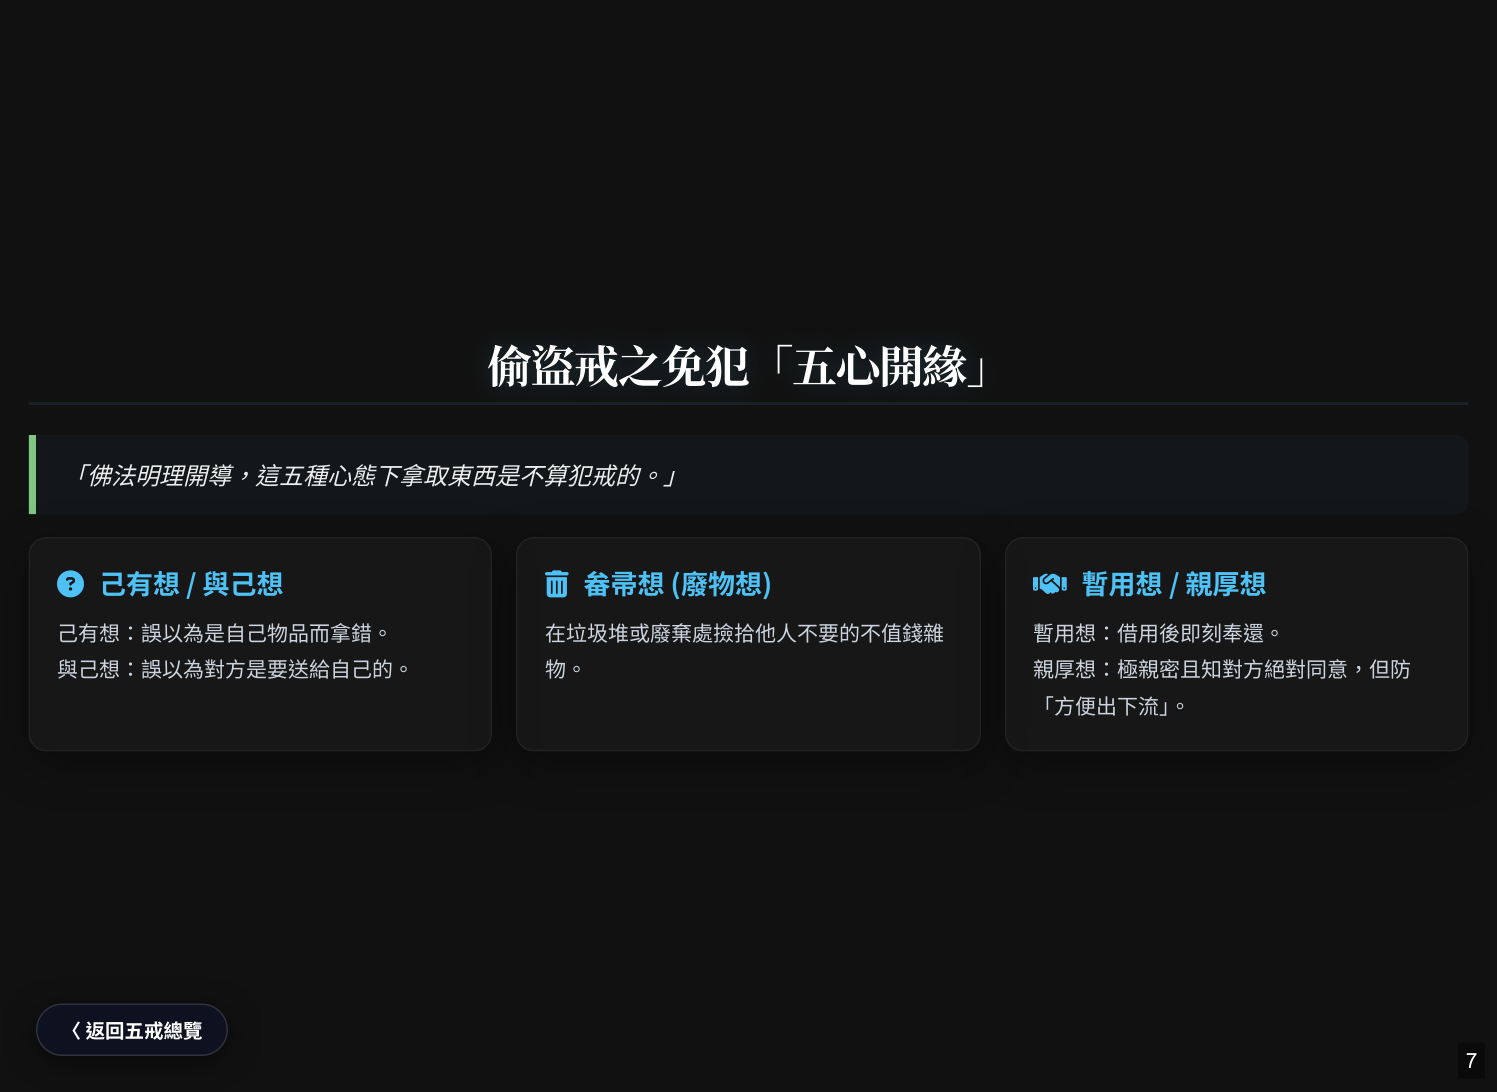 偷盜戒之免犯「五心開緣」
「佛法明理開導，這五種心態下拿取東西是不算犯戒的。」
己有想 / 與己想
己有想：誤以為是自己物品而拿錯。
與己想：誤以為對方是要送給自己的。
畚帚想 (廢物想)
在垃圾堆或廢棄處撿拾他人不要的不值錢雜
物。
暫用想 / 親厚想
暫用想：借用後即刻奉還。
親厚想：極親密且知對方絕對同意，但防
「方便出下流」。
〈 返回五戒總覽
7